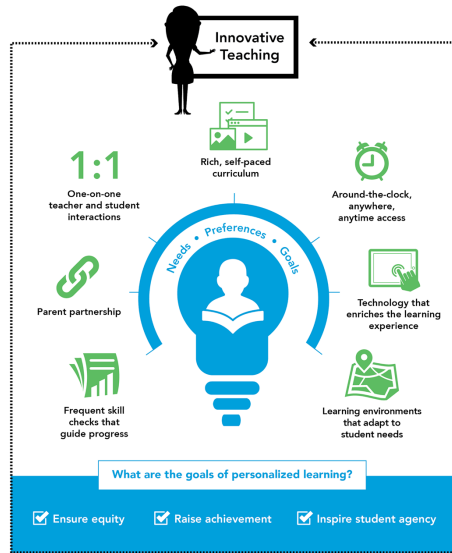 Innovative
Teaching
Rich, self-paced
curriculum
1:1
One-on-one
teacher and student
interactions
Around-the-clock,
anywhere,
anytime access
Needs • Preferences • Goals
Parent partnership
Technology that
enriches the learning
experience
Frequent skill
checks that
guide progress
Learning environments
that adapt to
student needs
What are the goals of personalized learning?
Ensure equity
Raise achievement
Inspire student agency